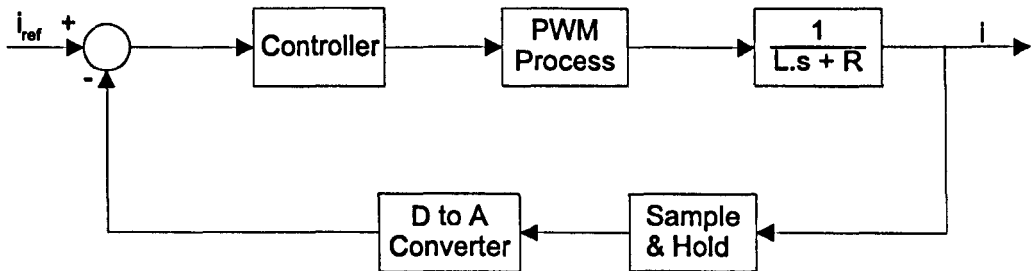 i_ref +
-
Controller
PWM
Process
1
L.s + R
i
D to A
Converter
Sample
& Hold